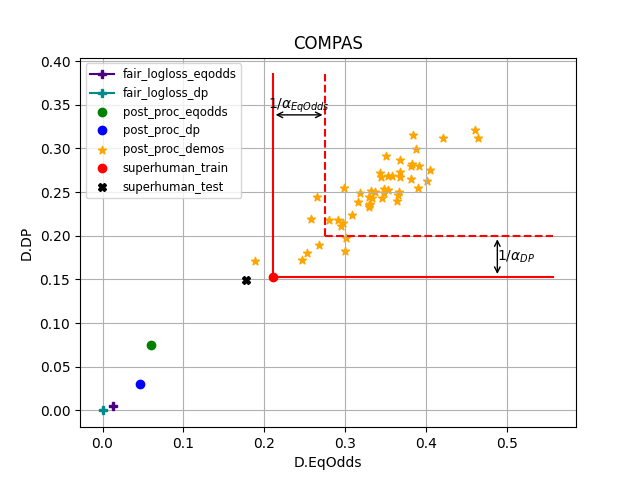 COMPAS
0.40
0.35
0.30
0.25
0.20
0.15
0.10
0.05
0.00
D.DP
fair_logloss_eqodds
fair_logloss_dp
post_proc_eqodds
post_proc_dp
post_proc_demos
superhuman_train
superhuman_test
1/α_EqOdds
1/α_DP
0.0 0.1 0.2 0.3 0.4 0.5
D.EqOdds